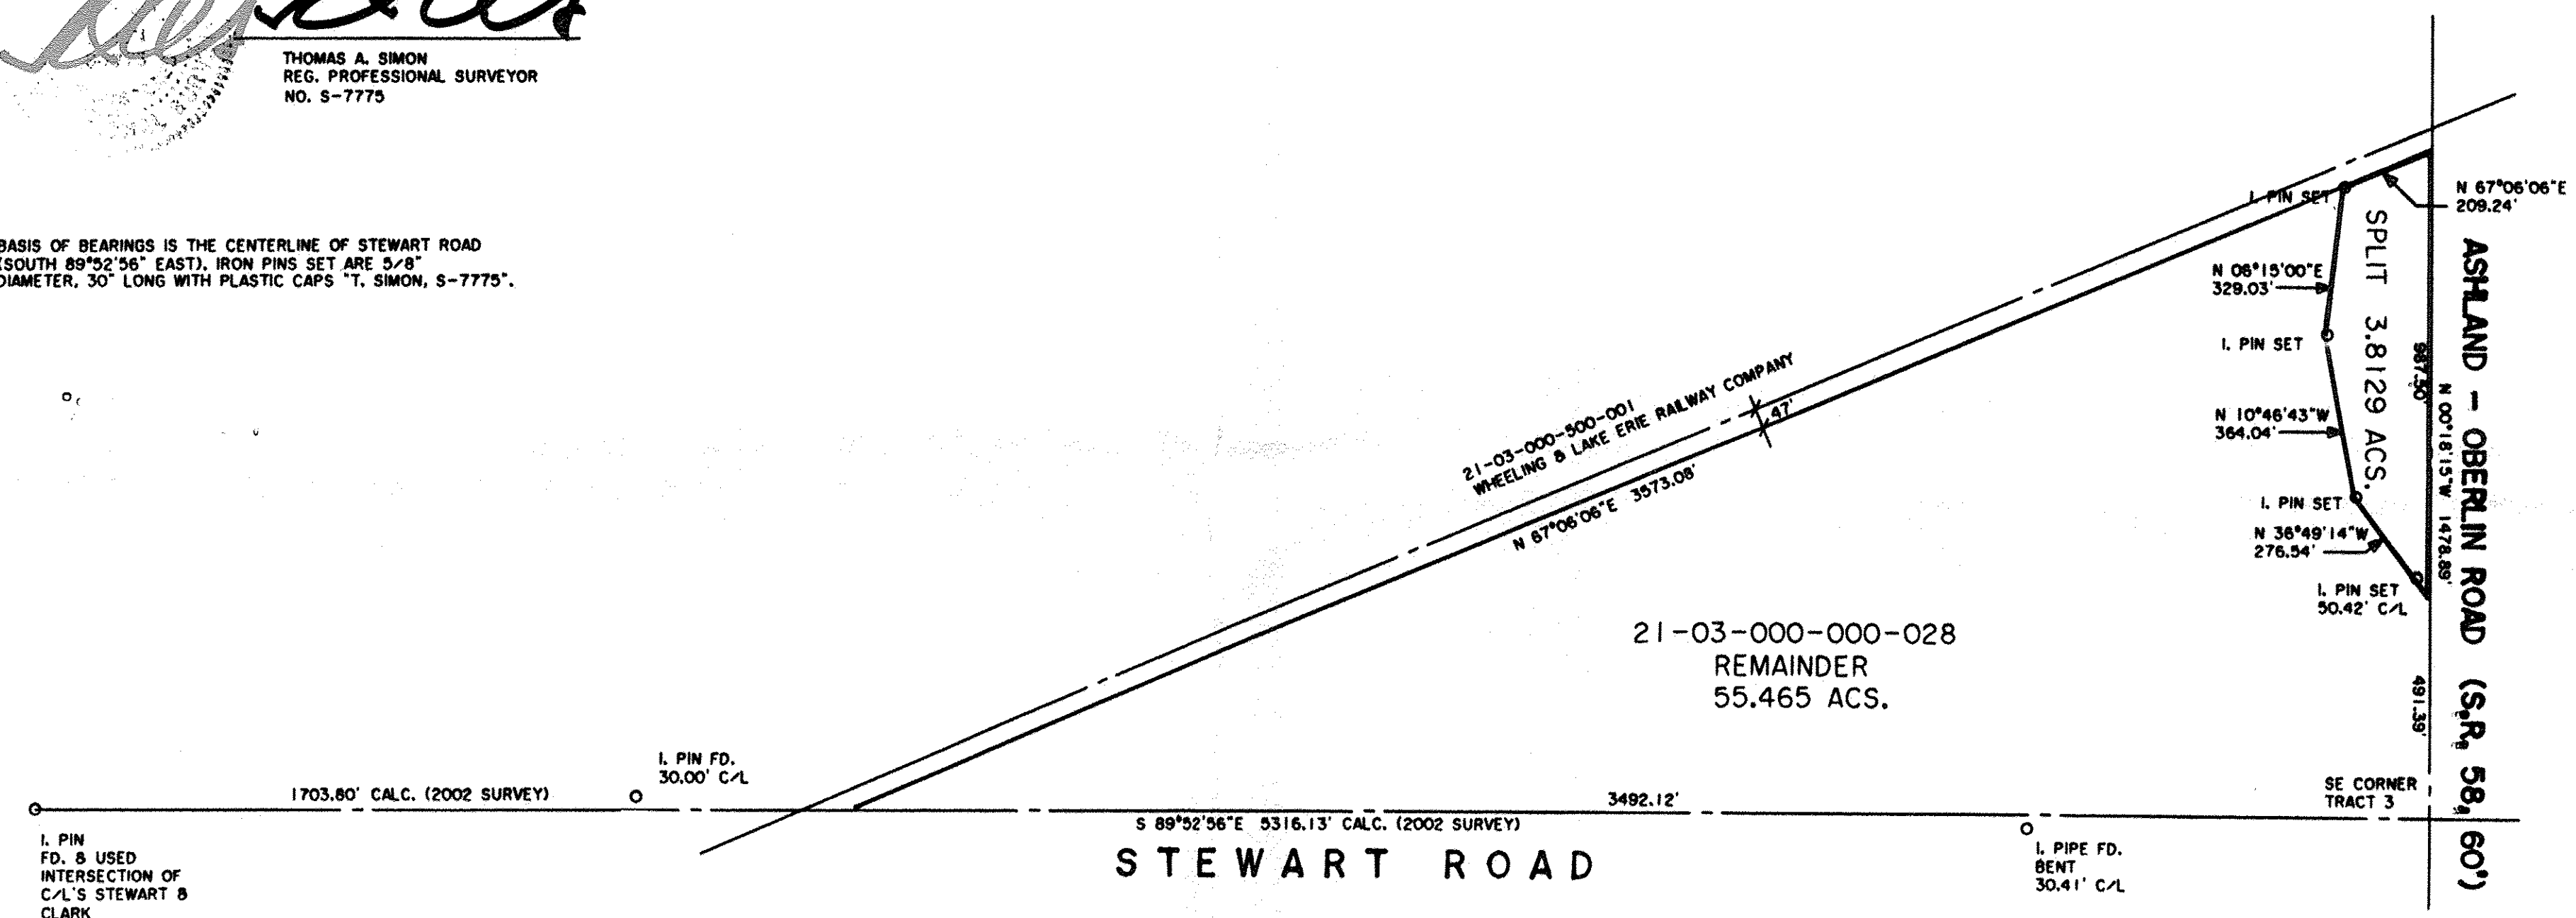 THOMAS A. SIMON
REG. PROFESSIONAL SURVEYOR
NO. S-7775
BASIS OF BEARINGS IS THE CENTERLINE OF STEWART ROAD
(SOUTH 89°52'56" EAST). IRON PINS SET ARE 5/8"
DIAMETER, 30" LONG WITH PLASTIC CAPS "T. SIMON, S-7775".
I. PIN SET
N 67°06'06"E
209.24'
N 06°15'00"E
329.03'
I. PIN SET
SPLIT 3.8129 ACS.
987.50'
N 00°18'15"W 1478.89'
ASHLAND - OBERLIN ROAD (S.R. 58, 60')
N 10°46'43"W
364.04'
I. PIN SET
N 36°49'14"W
276.54'
I. PIN SET
50.42' C/L
491.39'
21-03-000-500-001
WHEELING & LAKE ERIE RAILWAY COMPANY
47'
N 67°06'06"E 3573.08'
21-03-000-000-028
REMAINDER
55.465 ACS.
I. PIN FD.
30.00' C/L
1703.60' CALC. (2002 SURVEY)
3492.12'
SE CORNER
TRACT 3
S 89°52'56"E 5316.13' CALC. (2002 SURVEY)
STEWART ROAD
I. PIN
FD. & USED
INTERSECTION OF
C/L'S STEWART &
CLARK
I. PIPE FD.
BENT
30.41' C/L